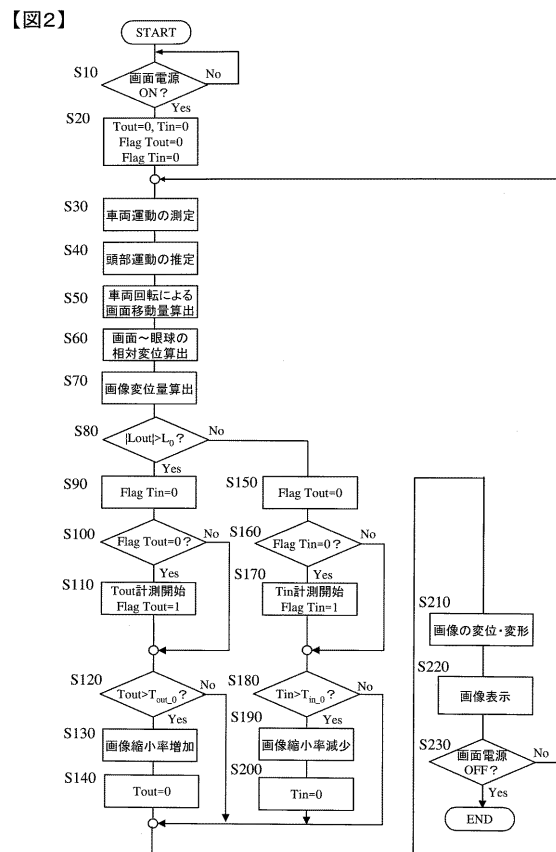 【図2】
START
S10
画面電源
ON?
No
Yes
S20
Tout=0, Tin=0
Flag Tout=0
Flag Tin=0
S30
車両運動の測定
S40
頭部運動の推定
S50
車両回転による
画面移動量算出
S60
画面～眼球の
相対変位算出
S70
画像変位量算出
S80
|Lout|>L0?
No
Yes
S90
Flag Tin=0
S100
Flag Tout=0?
No
Yes
S110
Tout計測開始
Flag Tout=1
S120
Tout>Tout_0?
No
Yes
S130
画像縮小率増加
S140
Tout=0
S150
Flag Tout=0
S160
Flag Tin=0?
No
Yes
S170
Tin計測開始
Flag Tin=1
S180
Tin>Tin_0?
No
Yes
S190
画像縮小率減少
S200
Tin=0
S210
画像の変位・変形
S220
画像表示
S230
画面電源
OFF?
No
Yes
END